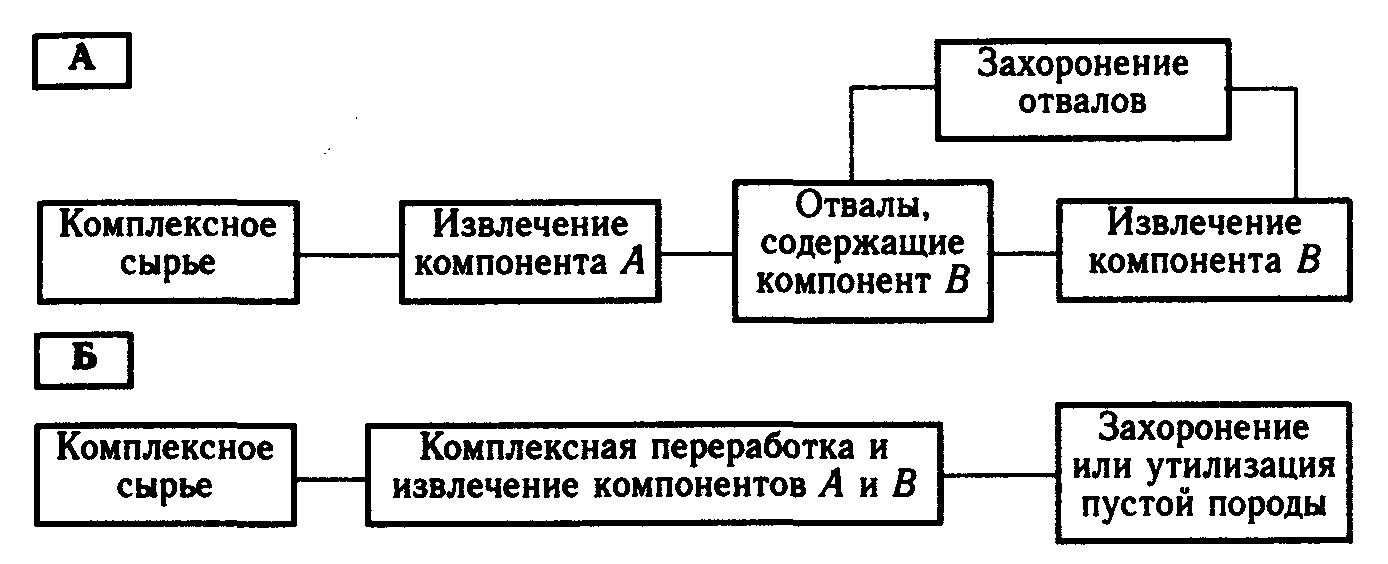 А
Захоронение
отвалов
Комплексное
сырье
Извлечение
компонента A
Отвалы,
содержащие
компонент B
Извлечение
компонента B
Б
Комплексное
сырье
Комплексная переработка и
извлечение компонентов A и B
Захоронение
или утилизация
пустой породы